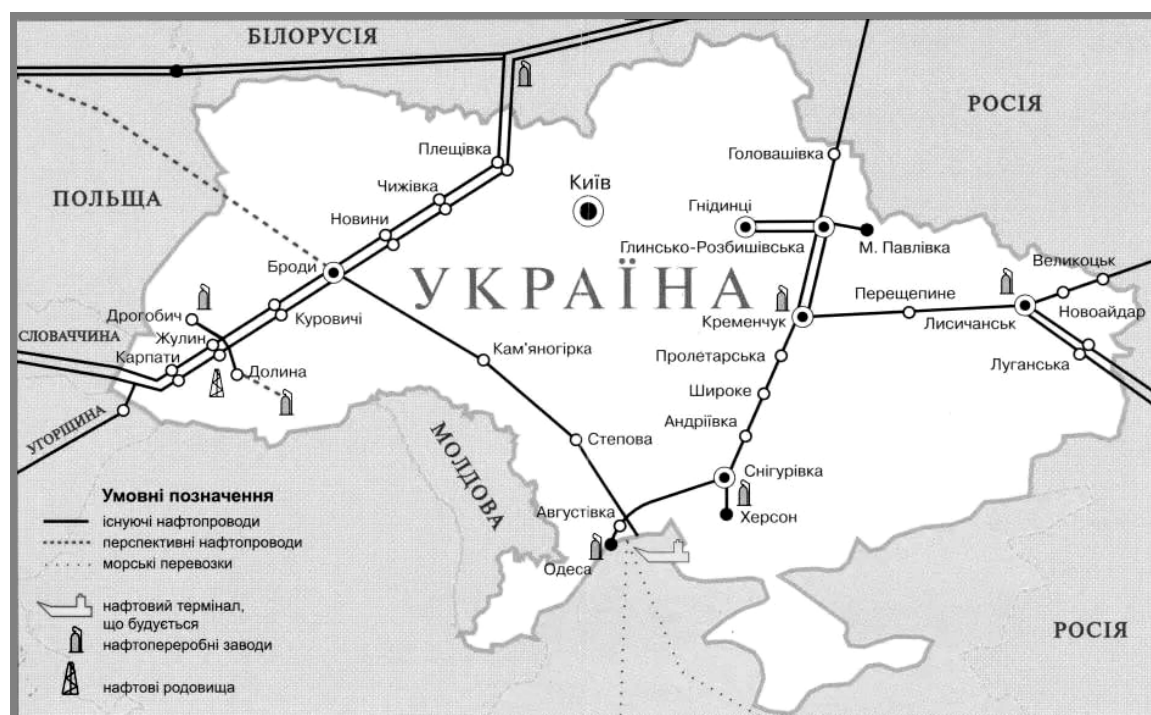 БІЛОРУСІЯ
РОСІЯ
Плещівка
Головашівка
Чижівка
Київ
ПОЛЬЩА
Гнідинці
Новини
Глинсько-Розбишівська
М. Павлівка
Великоцьк
Броди
УКРАЇНА
Перещепине
Дрогобич
Куровичі
Кременчук
Лисичанськ
Новоайдар
СЛОВАЧЧИНА
Жулин
Карпати
Кам'яногірка
Пролетарська
Луганська
Долина
Широке
УГОРЩИНА
Андріївка
МОЛДОВА
Степова
Снігурівка
Умовні позначення
Августівка
Херсон
існуючі нафтопроводи
перспективні нафтопроводи
морські перевозки
Одеса
нафтовий термінал,
що будується
РОСІЯ
нафтопереробні заводи
нафтові родовища